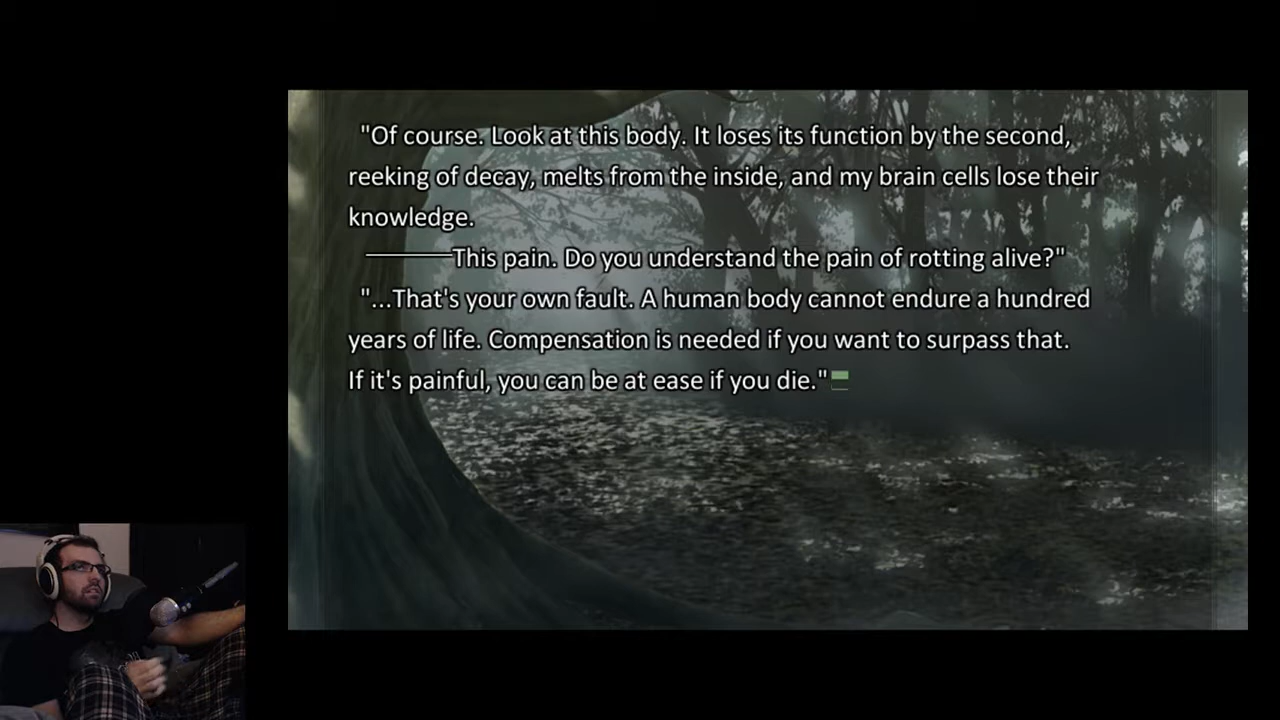 "Of course. Look at this body. It loses its function by the second,
reeking of decay, melts from the inside, and my brain cells lose their
knowledge.
―――――This pain. Do you understand the pain of rotting alive?"
"...That's your own fault. A human body cannot endure a hundred
years of life. Compensation is needed if you want to surpass that.
If it's painful, you can be at ease if you die."